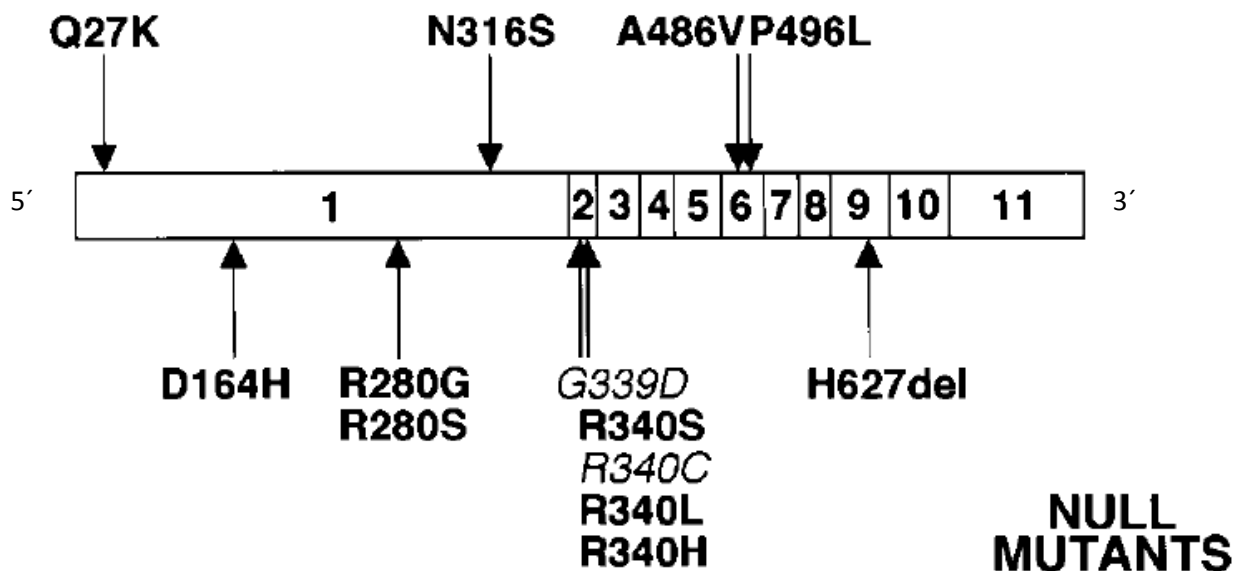 Q27K N316S A486V P496L
5´ 1 2 3 4 5 6 7 8 9 10 11 3´
D164H R280G G339D H627del
R280S R340S
R340C
R340L
R340H
NULL
MUTANTS